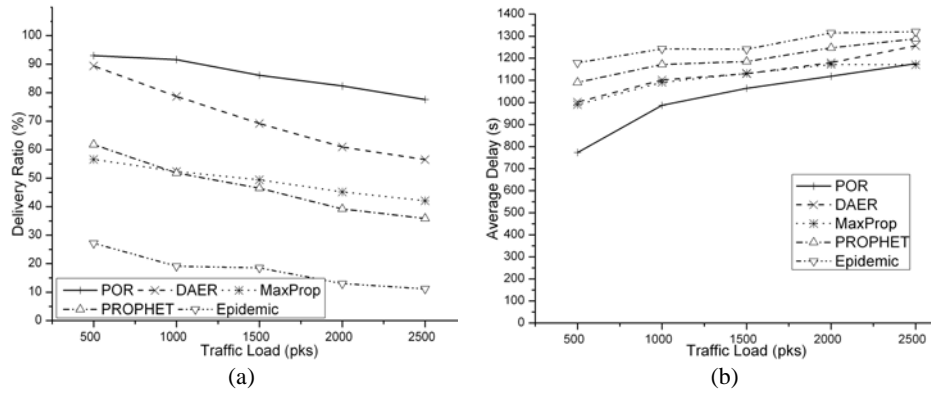 100
90
80
70
60
50
40
30
20
10
0
Delivery Ratio (%)
POR DAER MaxProp
PROPHET Epidemic
500 1000 1500 2000 2500
Traffic Load (pks)
(a)
1400
1300
1200
1100
1000
900
800
700
600
500
400
300
200
100
0
Average Delay (s)
POR
DAER
MaxProp
PROPHET
Epidemic
500 1000 1500 2000 2500
Traffic Load (pks)
(b)